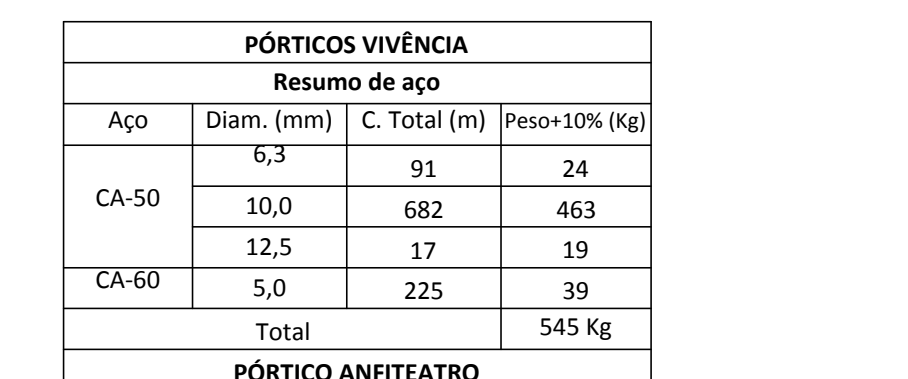 PÓRTICOS VIVÊNCIA
Resumo de aço
Aço Diam. (mm) C. Total (m) Peso+10% (Kg)
6,3 91 24
CA-50 10,0 682 463
12,5 17 19
CA-60 5,0 225 39
Total 545 Kg
PÓRTICO ANFITEATRO